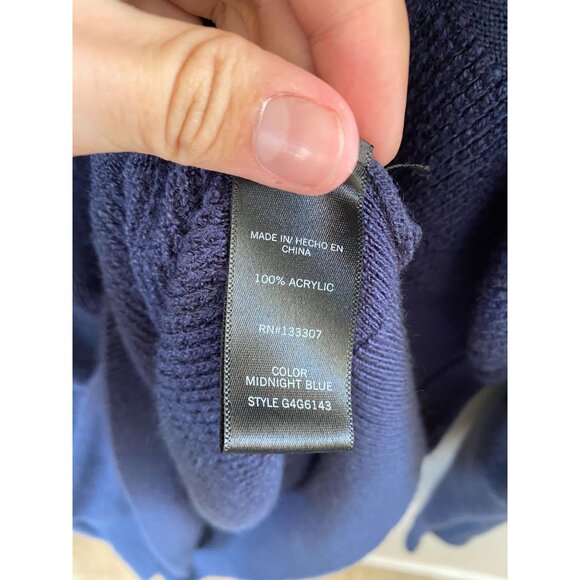 MADE IN/ HECHO EN
CHINA
100% ACRYLIC
RN#133307
COLOR
MIDNIGHT BLUE
STYLE G4G6143